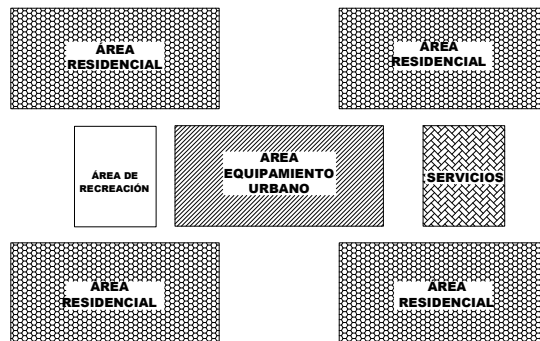 ÁREA
RESIDENCIAL
ÁREA
RESIDENCIAL
ÁREA DE
RECREACIÓN
AREA
EQUIPAMIENTO
URBANO
SERVICIOS
ÁREA
RESIDENCIAL
ÁREA
RESIDENCIAL